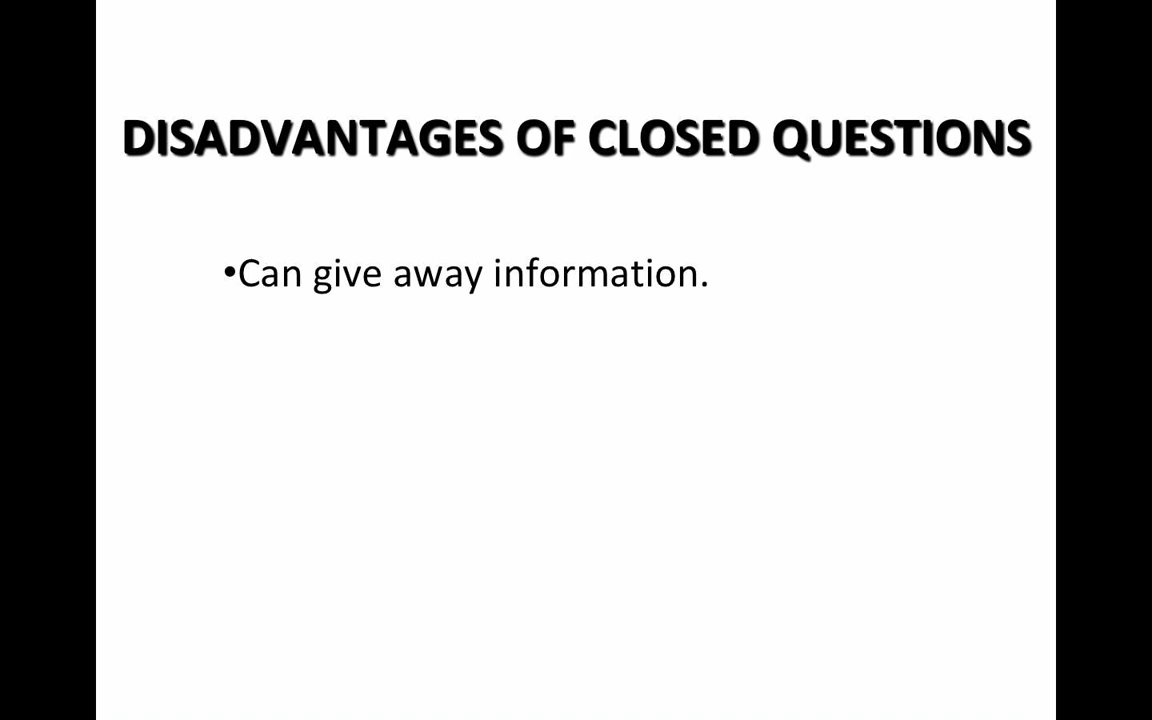 DISADVANTAGES OF CLOSED QUESTIONS
•Can give away information.